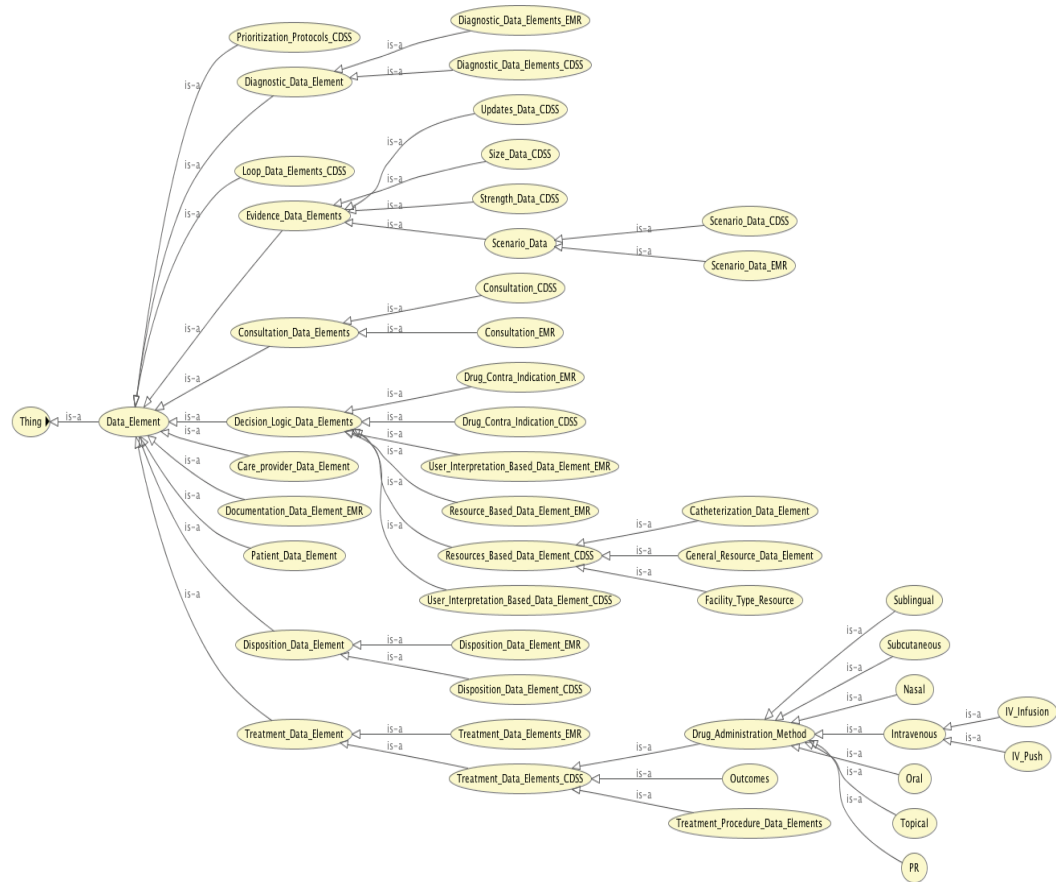 Diagnostic_Data_Elements_EMR
Prioritization_Protocols_CDSS
is-a
Diagnostic_Data_Elements_CDSS
is-a
Diagnostic_Data_Element
is-a
Updates_Data_CDSS
is-a
Size_Data_CDSS
is-a
Loop_Data_Elements_CDSS
is-a
is-a
Strength_Data_CDSS
is-a
Evidence_Data_Elements
is-a
is-a
Scenario_Data_CDSS
is-a
Scenario_Data
is-a
Scenario_Data_EMR
Consultation_CDSS
is-a
is-a
Consultation_Data_Elements
is-a
Consultation_EMR
is-a
Drug_Contra_Indication_EMR
is-a
Thing
is-a
Data_Element
is-a
Decision_Logic_Data_Elements
is-a
Drug_Contra_Indication_CDSS
is-a
is-a
Care_provider_Data_Element
User_Interpretation_Based_Data_Element_EMR
is-a
is-a
Documentation_Data_Element_EMR
Resource_Based_Data_Element_EMR
Catheterization_Data_Element
is-a
is-a
is-a
Patient_Data_Element
Resources_Based_Data_Element_CDSS
is-a
General_Resource_Data_Element
is-a
is-a
User_Interpretation_Based_Data_Element_CDSS
Facility_Type_Resource
Sublingual
is-a
Disposition_Data_Element
is-a
Disposition_Data_Element_EMR
Subcutaneous
is-a
is-a
Disposition_Data_Element_CDSS
Nasal
is-a
IV_Infusion
is-a
Treatment_Data_Element
is-a
Treatment_Data_Elements_EMR
Drug_Administration_Method
is-a
Intravenous
is-a
is-a
is-a
IV_Push
is-a
is-a
Treatment_Data_Elements_CDSS
is-a
Outcomes
Oral
is-a
is-a
Treatment_Procedure_Data_Elements
Topical
PR